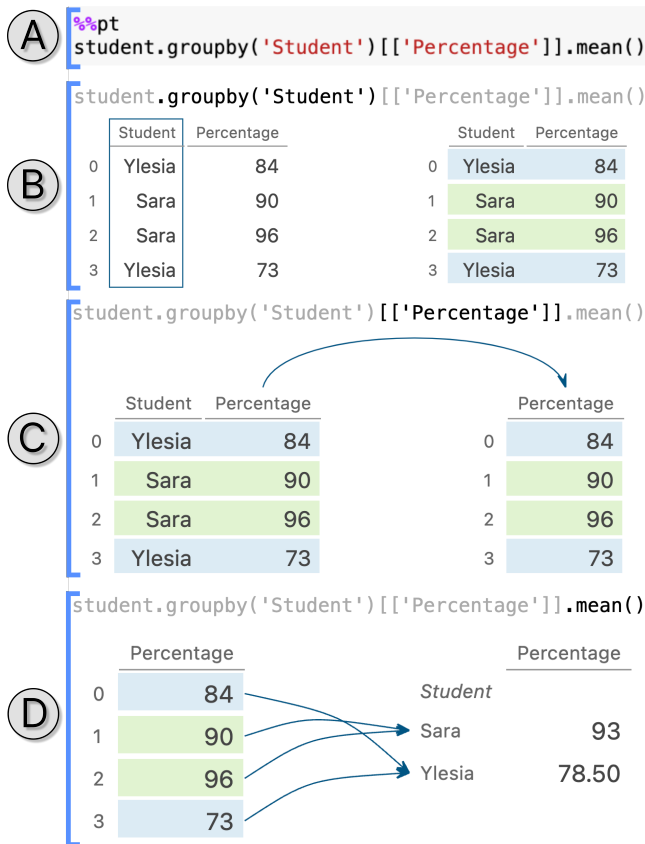 A
%%pt
student.groupby('Student')[['Percentage']].mean()
B
student.groupby('Student')[['Percentage']].mean()
Student Percentage Student Percentage
0 Ylesia 84 0 Ylesia 84
1 Sara 90 1 Sara 90
2 Sara 96 2 Sara 96
3 Ylesia 73 3 Ylesia 73
C
student.groupby('Student')[['Percentage']].mean()
Student Percentage Percentage
0 Ylesia 84 0 84
1 Sara 90 1 90
2 Sara 96 2 96
3 Ylesia 73 3 73
D
student.groupby('Student')[['Percentage']].mean()
Percentage Percentage
0 84 Student
1 90 Sara 93
2 96 Ylesia 78.50
3 73